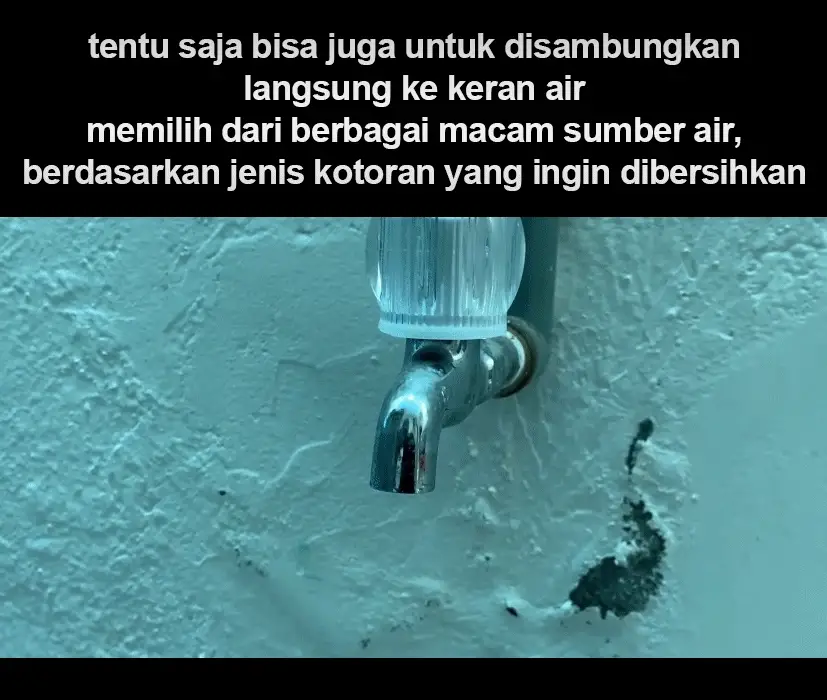 tentu saja bisa juga untuk disambungkan
langsung ke keran air
memilih dari berbagai macam sumber air,
berdasarkan jenis kotoran yang ingin dibersihkan